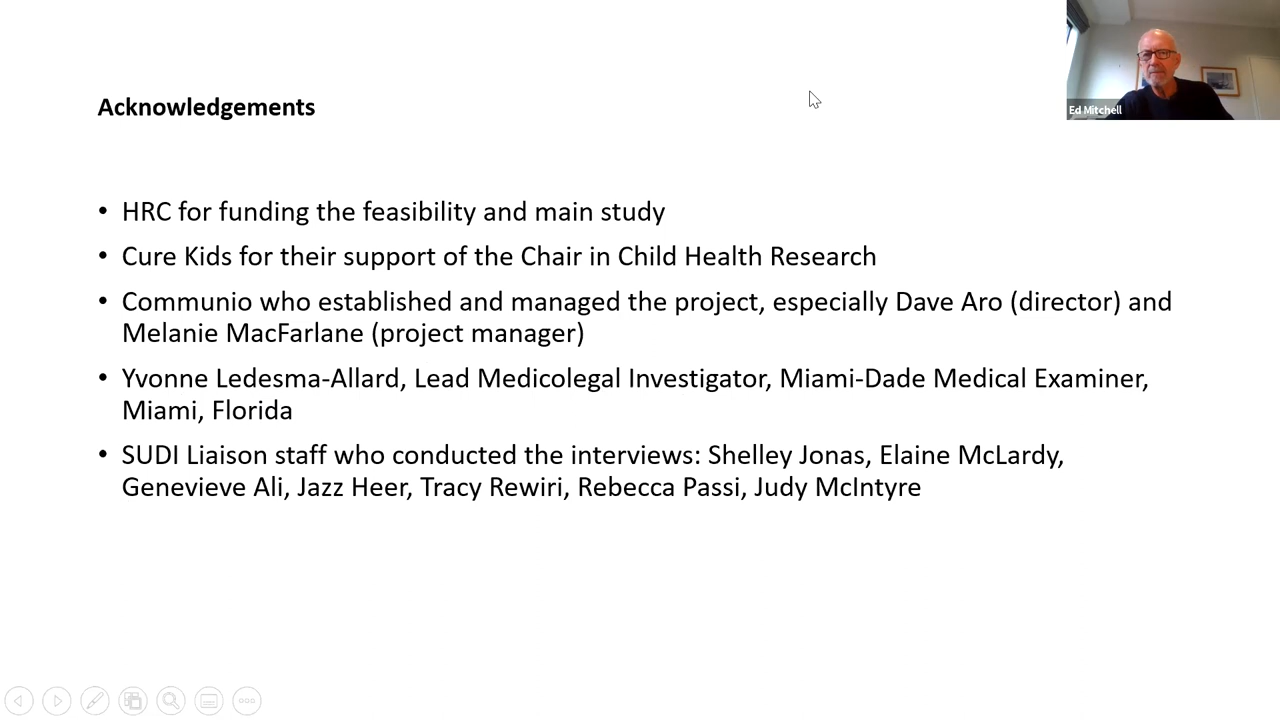 Ed Mitchell
Acknowledgements
• HRC for funding the feasibility and main study
• Cure Kids for their support of the Chair in Child Health Research
• Communio who established and managed the project, especially Dave Aro (director) and
Melanie MacFarlane (project manager)
• Yvonne Ledesma-Allard, Lead Medicolegal Investigator, Miami-Dade Medical Examiner,
Miami, Florida
• SUDI Liaison staff who conducted the interviews: Shelley Jonas, Elaine McLardy,
Genevieve Ali, Jazz Heer, Tracy Rewiri, Rebecca Passi, Judy McIntyre